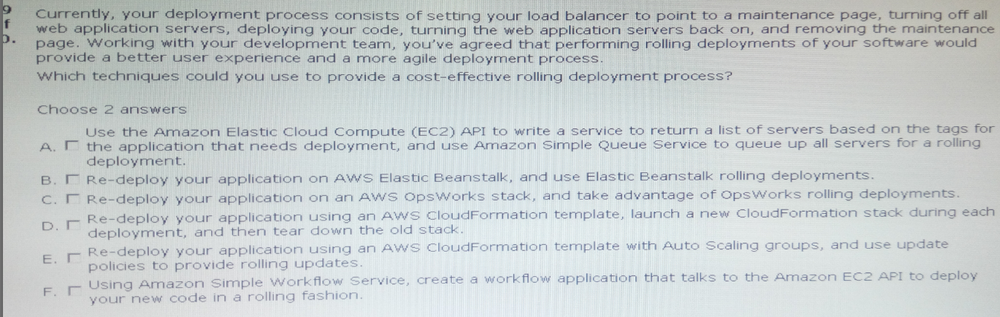 9
f
Currently, your deployment process consists of setting your load balancer to point to a maintenance page, turning off all
web application servers, deploying your code, turning the web application servers back on, and removing the maintenance
page. Working with your development team, you've agreed that performing rolling deployments of your software would
provide a better user experience and a more agile deployment process.
Which techniques could you use to provide a cost-effective rolling deployment process?
Choose 2 answers
Use the Amazon Elastic Cloud Compute (EC2) API to write a service to return a list of servers based on the tags for
A. the application that needs deployment, and use Amazon Simple Queue Service to queue up all servers for a rolling
deployment.
B. Re-deploy your application on AWS Elastic Beanstalk, and use Elastic Beanstalk rolling deployments.
C. Re-deploy your application on an AWS OpsWorks stack, and take advantage of OpsWorks rolling deployments.
Re-deploy your application using an AWS CloudFormation template, launch a new CloudFormation stack during each
D. deployment, and then tear down the old stack.
Re-deploy your application using an AWS CloudFormation template with Auto Scaling groups, and use update
E. policies to provide rolling updates.
Using Amazon Simple Workflow Service, create a workflow application that talks to the Amazon EC2 API to deploy
F. your new code in a rolling fashion.